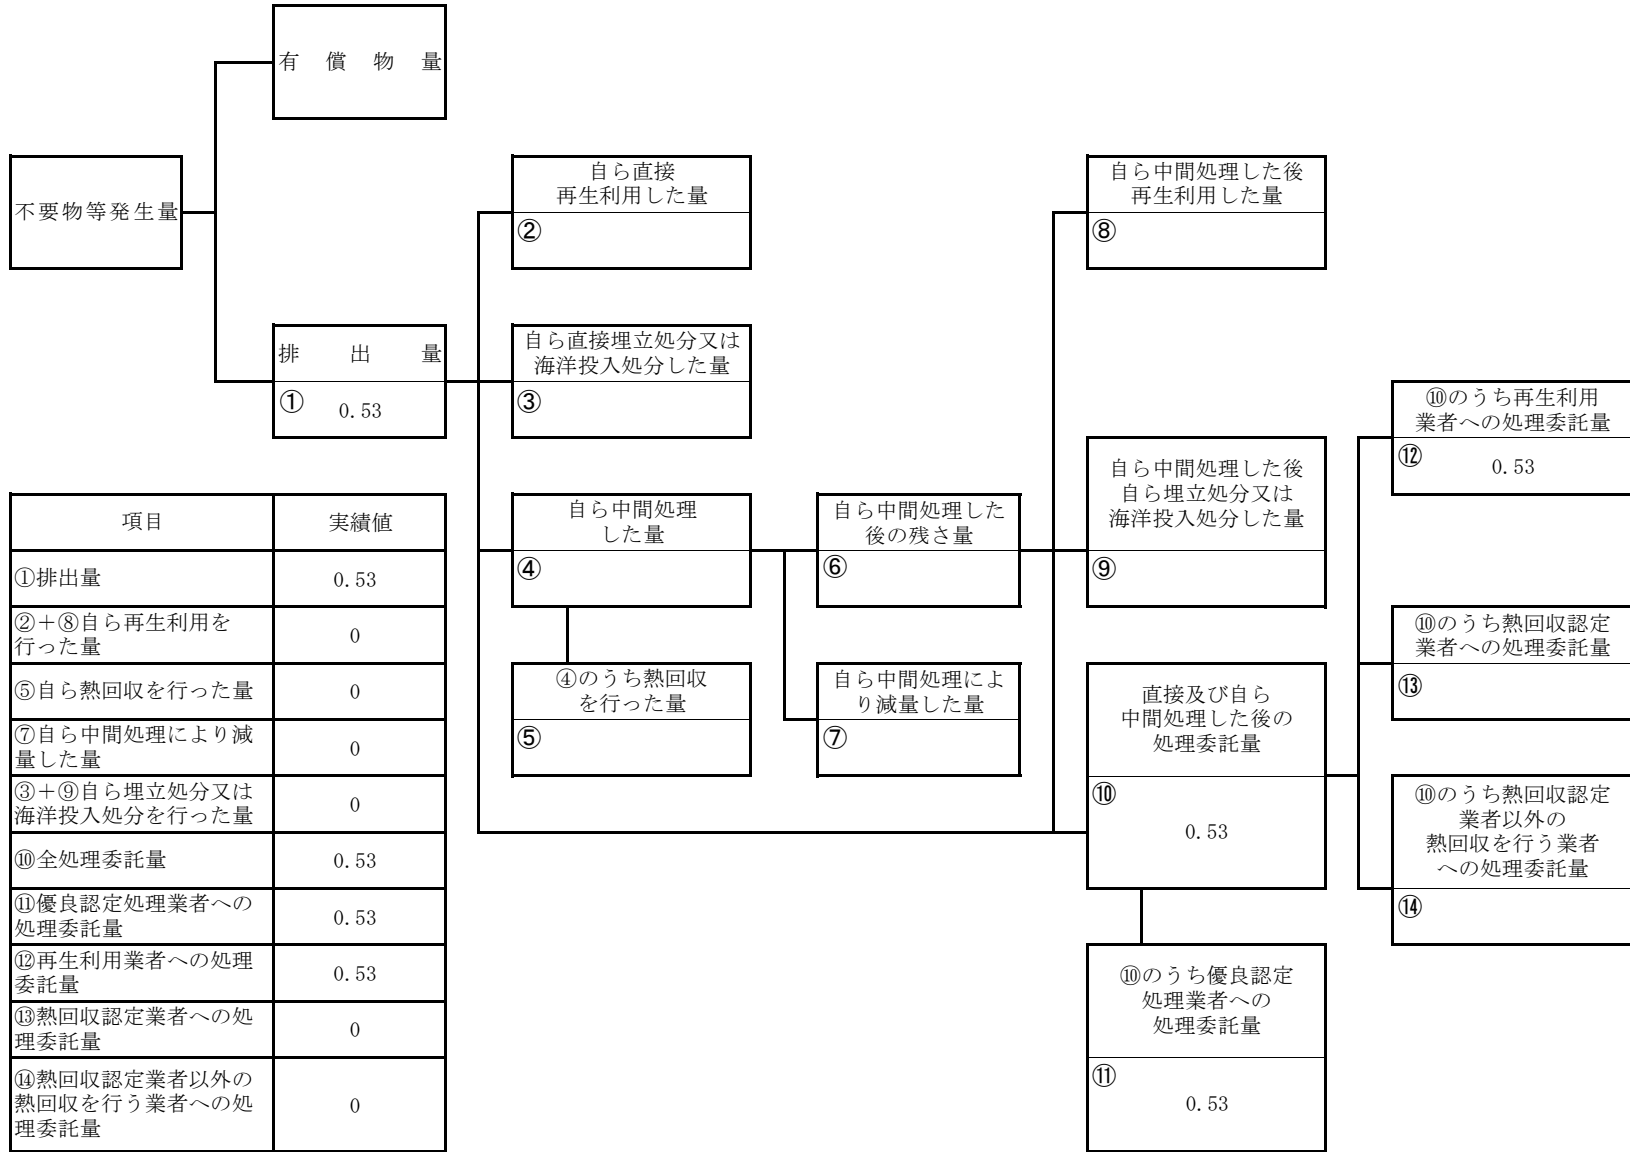 有償物量
不要物等発生量
自ら直接
再生利用した量
②
自ら中間処理した後
再生利用した量
⑧
排出量
① 0.53
自ら直接埋立処分又は
海洋投入処分した量
③
⑩のうち再生利用
業者への処理委託量
⑫ 0.53
自ら中間処理した後
自ら埋立処分又は
海洋投入処分した量
⑨
自ら中間処理
した量
④
自ら中間処理した
後の残さ量
⑥
⑩のうち熱回収認定
業者への処理委託量
⑬
④のうち熱回収
を行った量
⑤
自ら中間処理によ
り減量した量
⑦
直接及び自ら
中間処理した後の
処理委託量
⑩
0.53
⑩のうち熱回収認定
業者以外の
熱回収を行う業者
への処理委託量
⑭
⑩のうち優良認定
処理業者への
処理委託量
⑪
0.53
項目 実績値
①排出量 0.53
②＋⑧自ら再生利用を
行った量 0
⑤自ら熱回収を行った量 0
⑦自ら中間処理により減
量した量 0
③＋⑨自ら埋立処分又は
海洋投入処分を行った量 0
⑩全処理委託量 0.53
⑪優良認定処理業者への
処理委託量 0.53
⑫再生利用業者への処理
委託量 0.53
⑬熱回収認定業者への処
理委託量 0
⑭熱回収認定業者以外の
熱回収を行う業者への処
理委託量 0